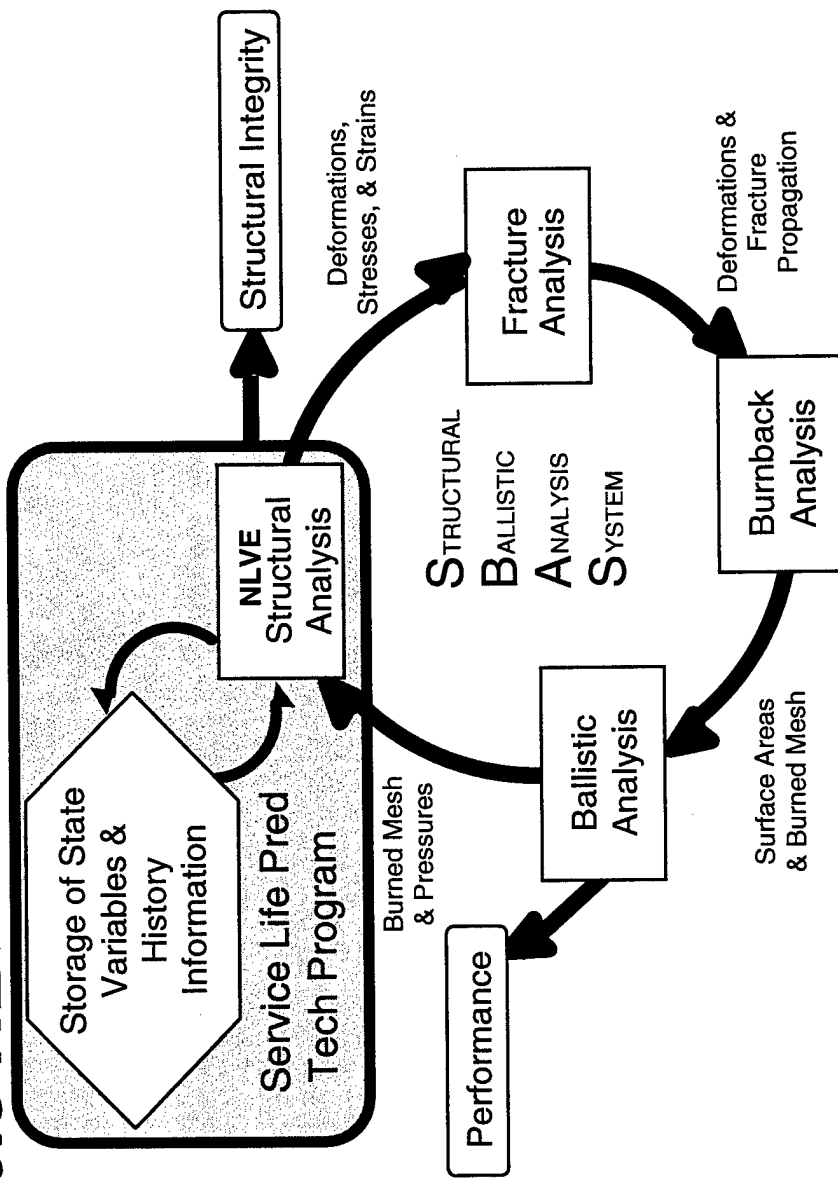 Storage of State
Variables &
History
Information
Service Life Pred
Tech Program
NLVE
Structural
Analysis
Structural Integrity
Deformations,
Stresses, & Strains
Fracture
Analysis
Deformations &
Fracture
Propagation
Burnback
Analysis
Surface Areas
& Burned Mesh
Ballistic
Analysis
Burned Mesh
& Pressures
Performance
STRUCTURAL
BALLISTIC
ANALYSIS
SYSTEM